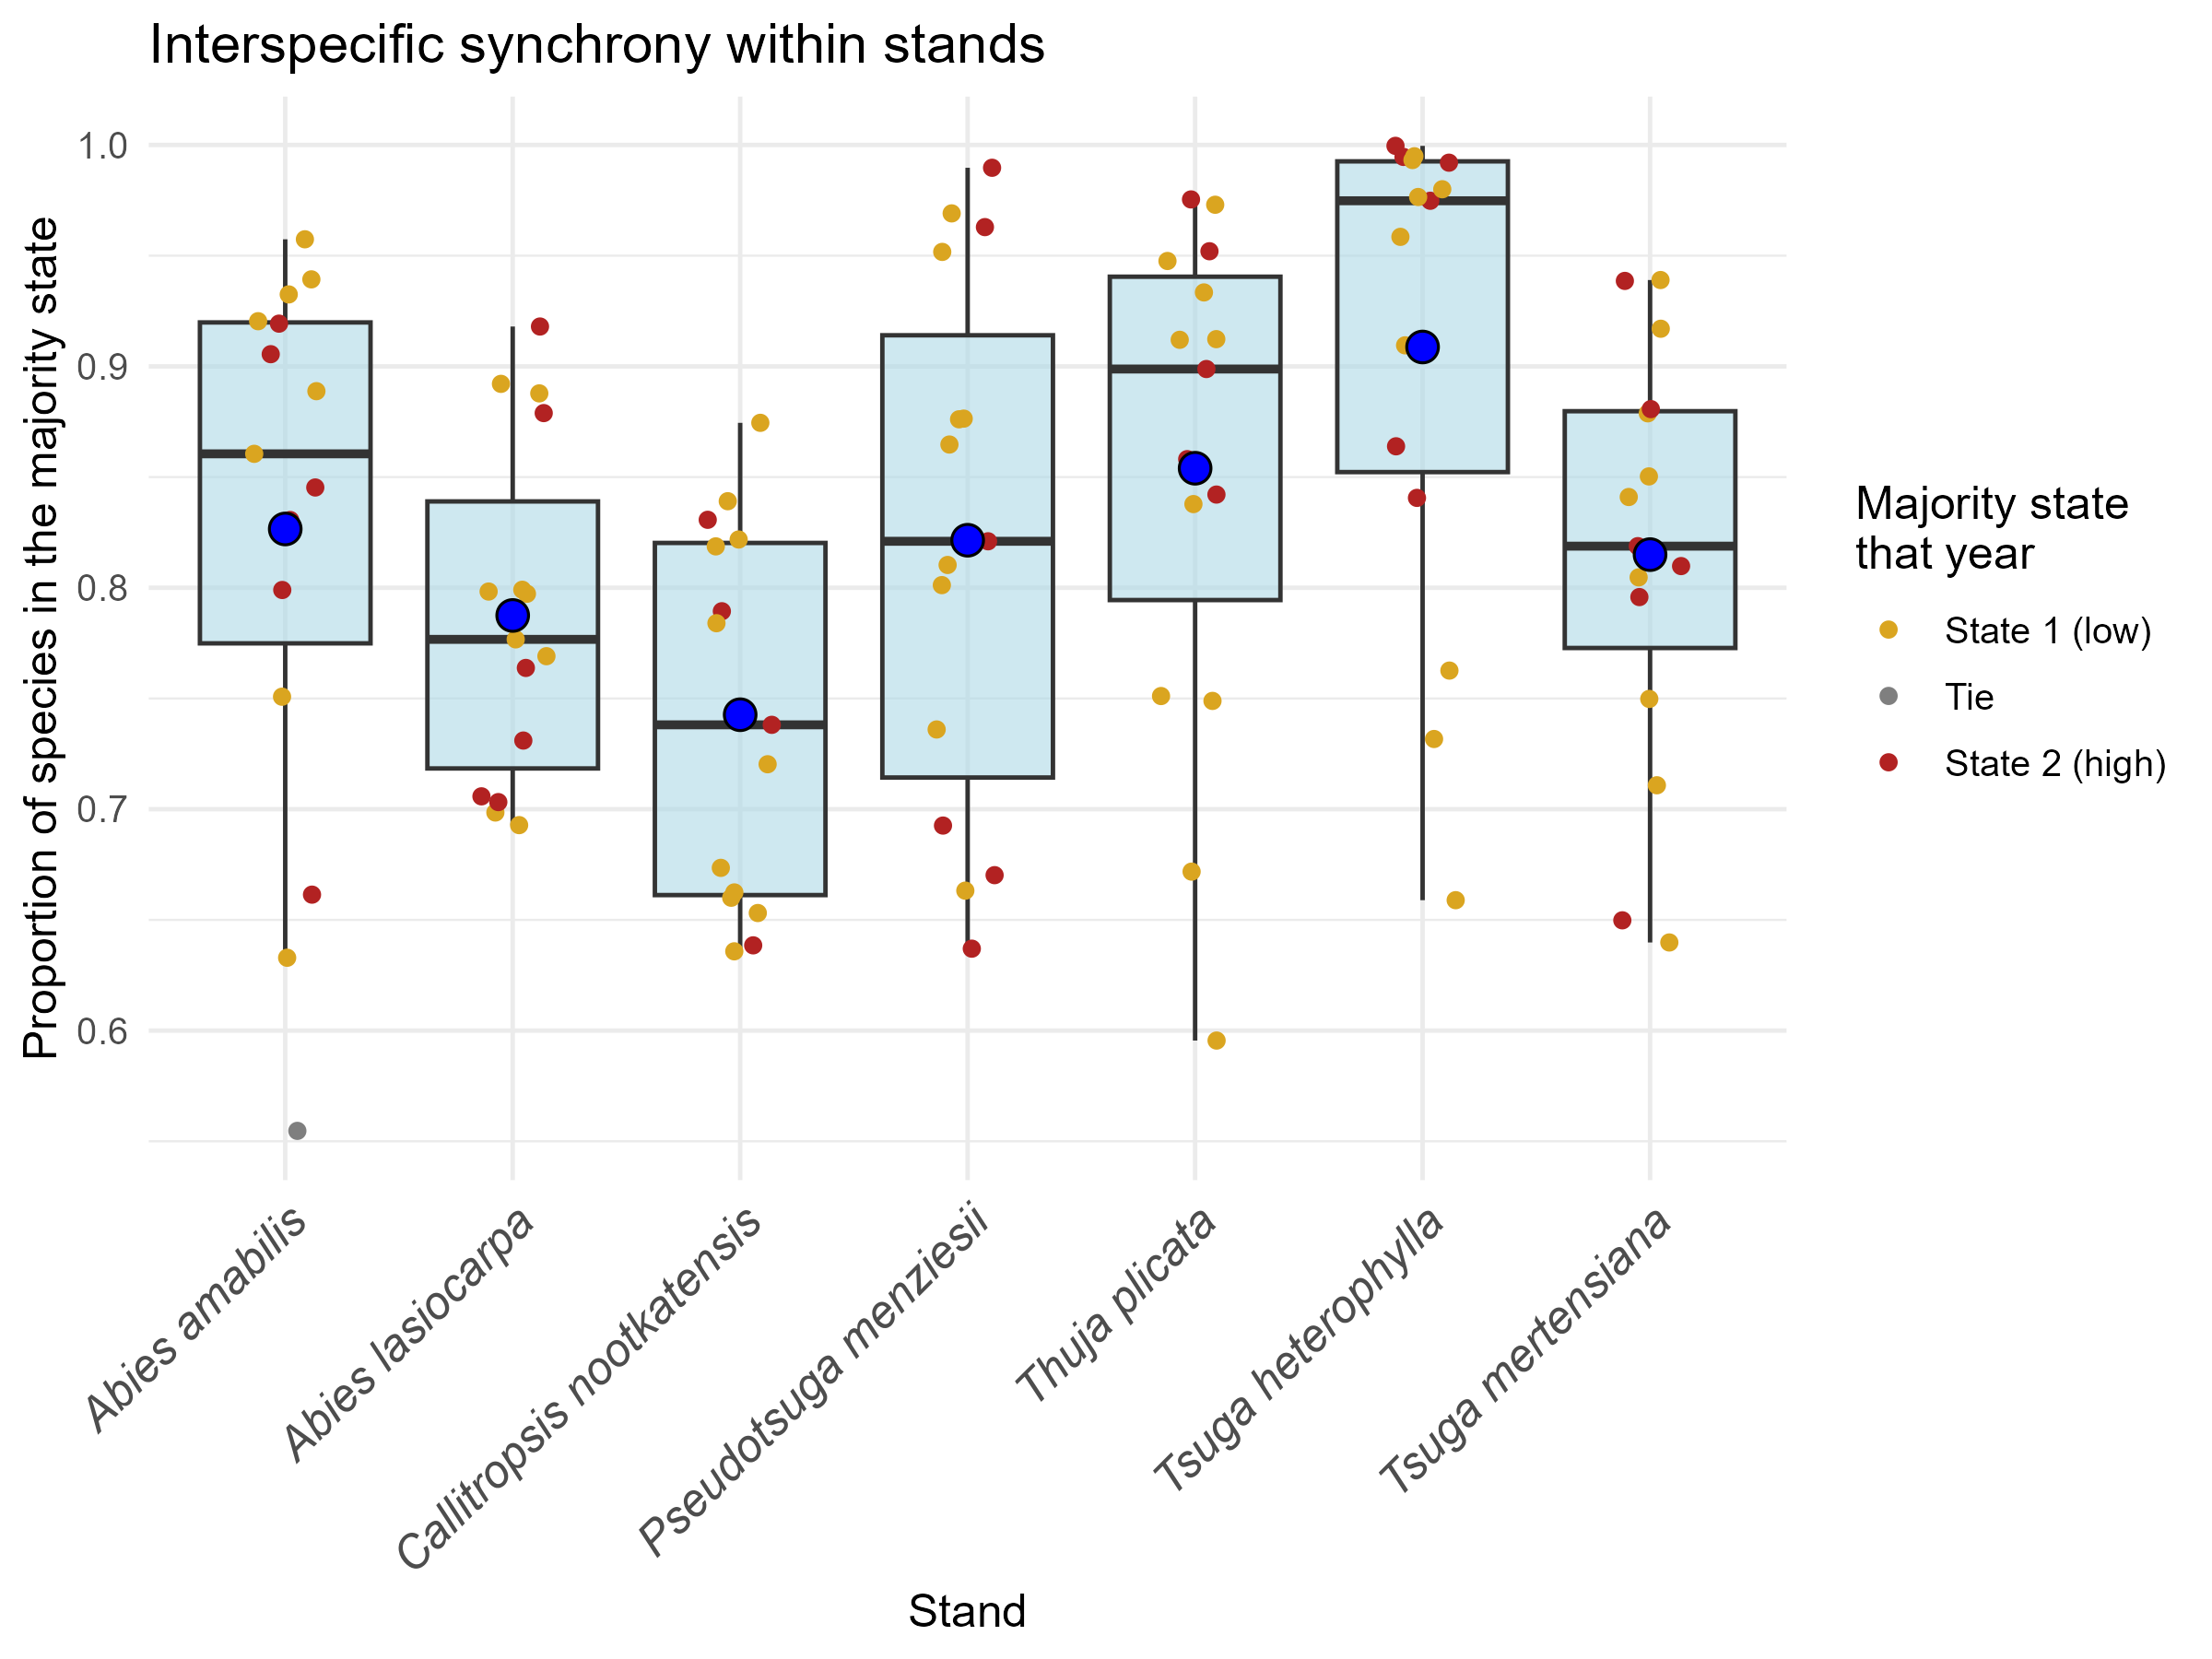 Interspecific synchrony within stands
Proportion of species in the majority state
1.0
0.9
0.8
0.7
0.6
Abies amabilis
Abies lasiocarpa
Callitropsis nootkatensis
Pseudotsuga menziesii
Thuja plicata
Tsuga heterophylla
Tsuga mertensiana
Stand
Majority state
that year
State 1 (low)
Tie
State 2 (high)